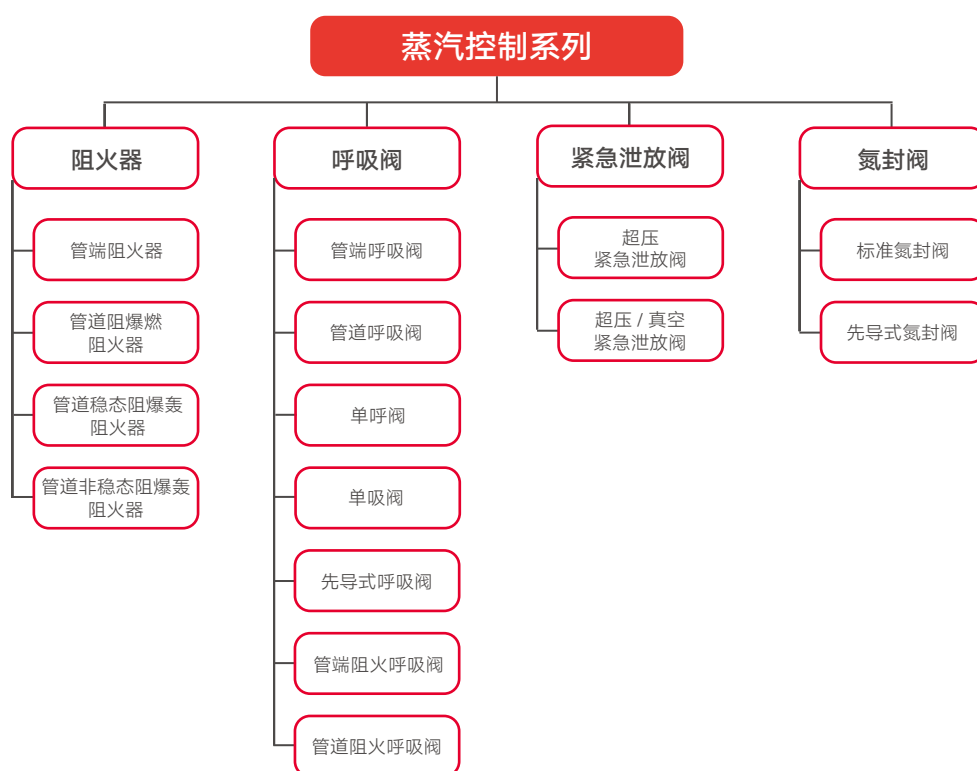 蒸汽控制系列
阻火器
管端阻火器
管道阻爆燃
阻火器
管道稳态阻爆轰
阻火器
管道非稳态阻爆轰
阻火器
呼吸阀
管端呼吸阀
管道呼吸阀
单呼阀
单吸阀
先导式呼吸阀
管端阻火呼吸阀
管道阻火呼吸阀
紧急泄放阀
超压
紧急泄放阀
超压 / 真空
紧急泄放阀
氮封阀
标准氮封阀
先导式氮封阀